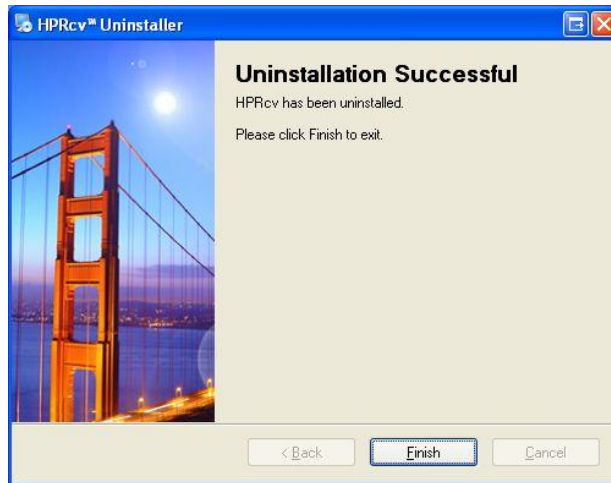 HPRcv™ Uninstaller
Uninstallation Successful
HPRcv has been uninstalled.
Please click Finish to exit.
< Back
Finish
Cancel